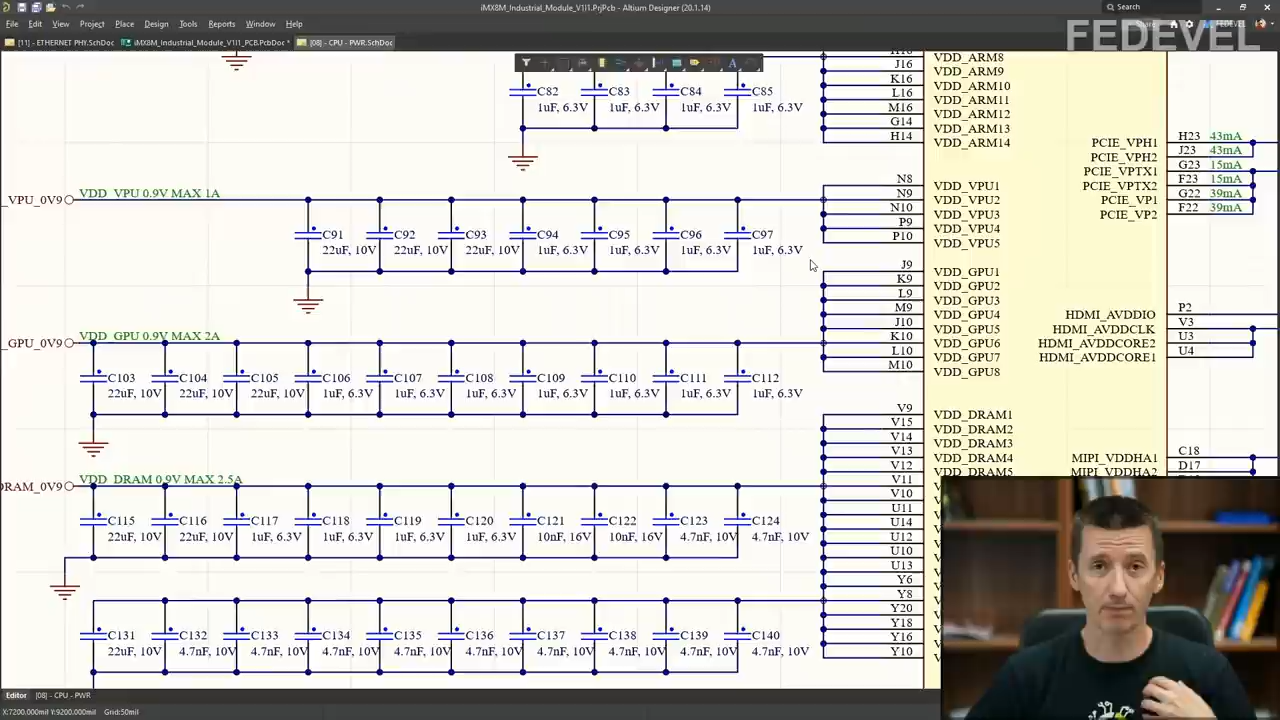 iMX8M_Industrial_Module_V1I1.PrjPcb - Altium Designer (20.1.14)
Search
File Edit View Project Place Design Tools Reports Window Help
Share
FEDEVEL
FEDEVEL
[11] - ETHERNET PHY.SchDoc
iMX8M_Industrial_Module_V1I1_PCB.PcbDoc *
[08] - CPU - PWR.SchDoc
H16 VDD_ARM8
J16 VDD_ARM9
K16 VDD_ARM10
L16 VDD_ARM11
M16 VDD_ARM12
G14 VDD_ARM13
H14 VDD_ARM14
C82 C83 C84 C85
1uF, 6.3V 1uF, 6.3V 1uF, 6.3V 1uF, 6.3V
PCIE_VPH1 H23 43mA
PCIE_VPH2 J23 43mA
PCIE_VPTX1 G23 15mA
PCIE_VPTX2 F23 15mA
PCIE_VP1 G22 39mA
PCIE_VP2 F22 39mA
_VPU_0V9 VDD_VPU 0.9V MAX 1A
N8 VDD_VPU1
N9 VDD_VPU2
N10 VDD_VPU3
P9 VDD_VPU4
P10 VDD_VPU5
C91 C92 C93 C94 C95 C96 C97
22uF, 10V 22uF, 10V 22uF, 10V 1uF, 6.3V 1uF, 6.3V 1uF, 6.3V 1uF, 6.3V
J9 VDD_GPU1
K9 VDD_GPU2
L9 VDD_GPU3
M9 VDD_GPU4
J10 VDD_GPU5
K10 VDD_GPU6
L10 VDD_GPU7
M10 VDD_GPU8
HDMI_AVDDIO P2
HDMI_AVDDCLK V3
HDMI_AVDDCORE2 U3
HDMI_AVDDCORE1 U4
_GPU_0V9 VDD_GPU 0.9V MAX 2A
C103 C104 C105 C106 C107 C108 C109 C110 C111 C112
22uF, 10V 22uF, 10V 22uF, 10V 1uF, 6.3V 1uF, 6.3V 1uF, 6.3V 1uF, 6.3V 1uF, 6.3V 1uF, 6.3V 1uF, 6.3V
V9 VDD_DRAM1
V15 VDD_DRAM2
V14 VDD_DRAM3
V13 VDD_DRAM4
V12 VDD_DRAM5
V11
V10
U11
U14
U12
U10
U13
Y6
Y8
Y20
Y18
Y16
Y10
MIPI_VDDHA1 C18
MIPI_VDDHA2 D17
DRAM_0V9 VDD_DRAM 0.9V MAX 2.5A
C115 C116 C117 C118 C119 C120 C121 C122 C123 C124
22uF, 10V 22uF, 10V 1uF, 6.3V 1uF, 6.3V 1uF, 6.3V 1uF, 6.3V 10nF, 16V 10nF, 16V 4.7nF, 10V 4.7nF, 10V
C131 C132 C133 C134 C135 C136 C137 C138 C139 C140
22uF, 10V 4.7nF, 10V 4.7nF, 10V 4.7nF, 10V 4.7nF, 10V 4.7nF, 10V 4.7nF, 10V 4.7nF, 10V 4.7nF, 10V 4.7nF, 10V
Editor [08] - CPU - PWR
X:7200.000mil Y:9200.000mil Grid:50mil